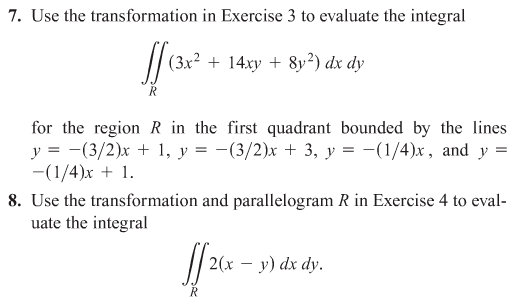 7. Use the transformation in Exercise 3 to evaluate the integral
∬_R (3x² + 14xy + 8y²) dx dy
for the region R in the first quadrant bounded by the lines
y = −(3/2)x + 1, y = −(3/2)x + 3, y = −(1/4)x, and y =
−(1/4)x + 1.
8. Use the transformation and parallelogram R in Exercise 4 to eval-
uate the integral
∬_R 2(x − y) dx dy.